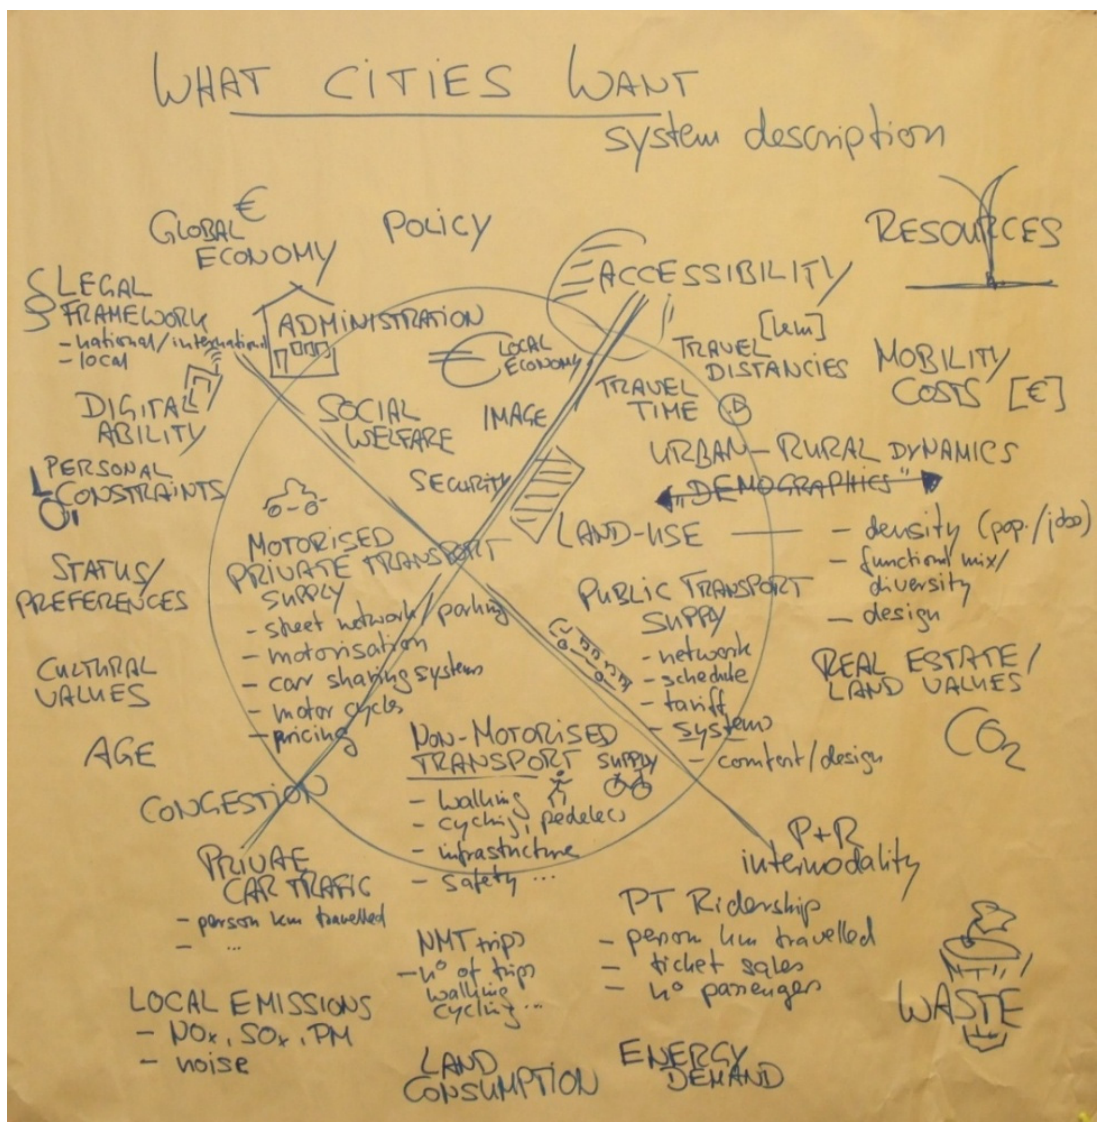 WHAT CITIES WANT
system description
GLOBAL €
ECONOMY
POLICY
RESOURCES
ACCESSIBILITY
LEGAL
FRAMEWORK
- national/international
- local
ADMINISTRATION
€ LOCAL
ECONOMY
[km]
TRAVEL
DISTANCIES
MOBILITY
COSTS [€]
TRAVEL
TIME
DIGITAL
ABILITY
SOCIAL
WELFARE
IMAGE
URBAN-RURAL DYNAMICS
"DEMOGRAPHICS"
PERSONAL
CONSTRAINTS
SECURITY
LAND-USE
- density (pop./jobs)
- functional mix/
diversity
- design
MOTORISED
PRIVATE TRANSPORT
SUPPLY
- street network/parking
- motorisation
- car sharing systems
- motor cycles
- pricing
STATUS/
PREFERENCES
PUBLIC TRANSPORT
SUPPLY
- network
- schedule
- tariff
- systems
- comfort/design
CULTURAL
VALUES
REAL ESTATE/
LAND VALUES
AGE
NON-MOTORISED
TRANSPORT SUPPLY
- walking
- cycling, pedelecs
- infrastructure
- safety ...
CO2
CONGESTION
PRIVATE
CAR TRAFIC
- person km travelled
- ...
P+R
intermodality
PT Ridership
- person km travelled
- ticket sales
- n° passengers
NMT trips
- n° of trips
walking
cycling ...
WASTE
LOCAL EMISSIONS
- NOx, SOx, PM
- noise
LAND
CONSUMPTION
ENERGY
DEMAND